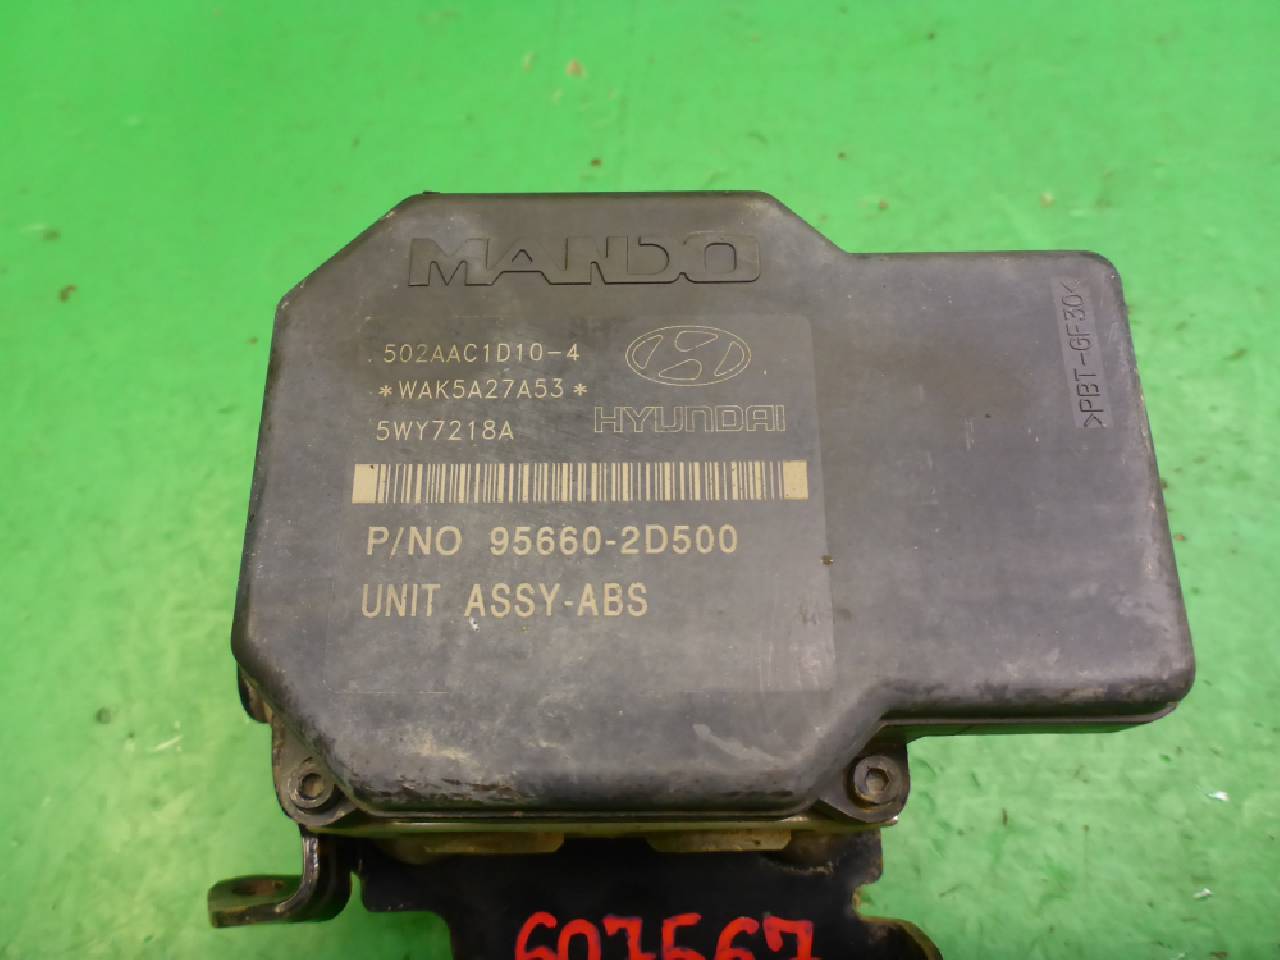 MANDO
502AAC1D10-4
*WAK5A27A53*
5WY7218A
HYUNDAI
>PBT-GF30<
P/NO 95660-2D500
UNIT ASSY-ABS
607567